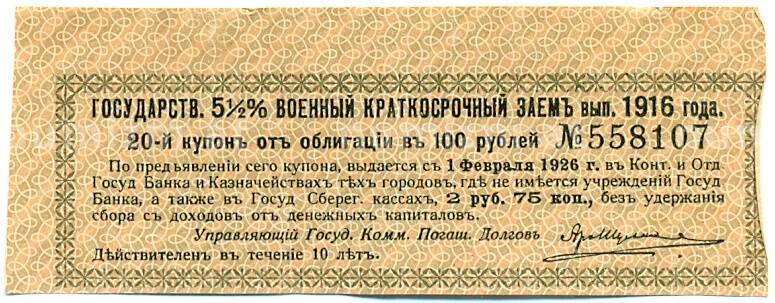 ГОСУДАРСТВ. 5½% ВОЕННЫЙ КРАТКОСРОЧНЫЙ ЗАЕМЪ вып. 1916 года.
20-й купонъ отъ облигаціи въ 100 рублей №558107
По предъявленіи сего купона, выдается съ 1 Февраля 1926 г. въ Конт. и Отд
Госуд Банка и Казначействахъ тѣхъ городовъ, гдѣ не имѣется учрежденій Госуд
Банка, а также въ Госуд Сберег. кассахъ, 2 руб. 75 коп., безъ удержанія
сбора съ доходовъ отъ денежныхъ капиталовъ.
Управляющій Госуд. Комм. Погаш. Долговъ
Дѣйствителенъ въ теченіе 10 лѣтъ.